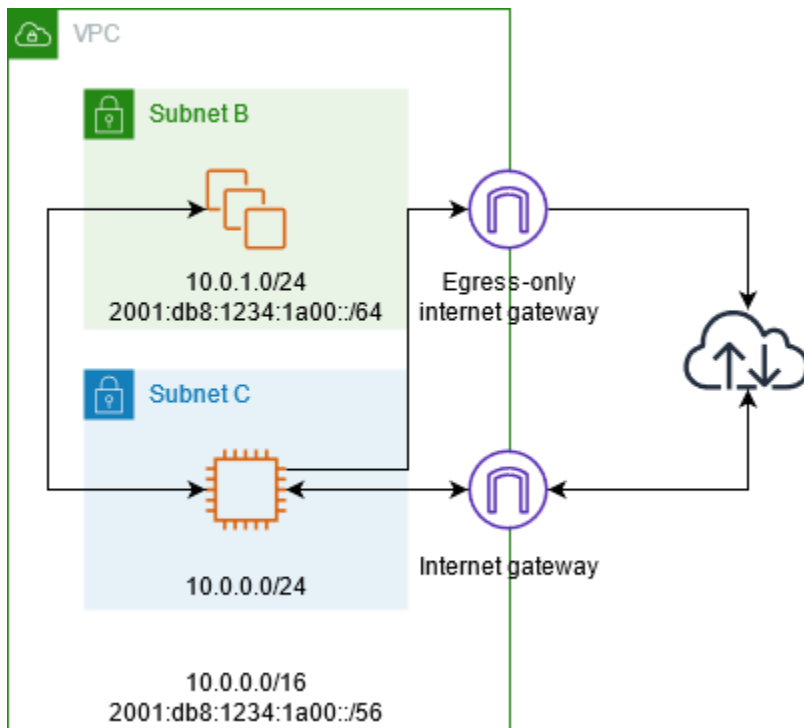 VPC
Subnet B
10.0.1.0/24
2001:db8:1234:1a00::/64
Egress-only
internet gateway
Subnet C
10.0.0.0/24
Internet gateway
10.0.0.0/16
2001:db8:1234:1a00::/56